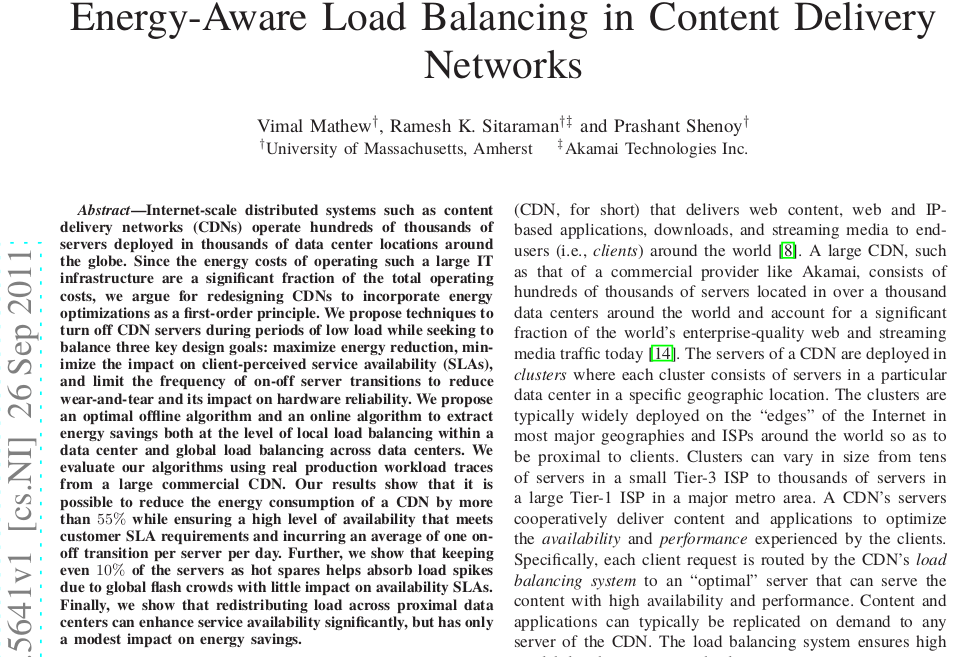 Energy-Aware Load Balancing in Content Delivery
Networks
Vimal Mathew†, Ramesh K. Sitaraman†‡ and Prashant Shenoy†
†University of Massachusetts, Amherst ‡Akamai Technologies Inc.
Abstract—Internet-scale distributed systems such as content
delivery networks (CDNs) operate hundreds of thousands of
servers deployed in thousands of data center locations around
the globe. Since the energy costs of operating such a large IT
infrastructure are a significant fraction of the total operating
costs, we argue for redesigning CDNs to incorporate energy
optimizations as a first-order principle. We propose techniques to
turn off CDN servers during periods of low load while seeking to
balance three key design goals: maximize energy reduction, min-
imize the impact on client-perceived service availability (SLAs),
and limit the frequency of on-off server transitions to reduce
wear-and-tear and its impact on hardware reliability. We propose
an optimal offline algorithm and an online algorithm to extract
energy savings both at the level of local load balancing within a
data center and global load balancing across data centers. We
evaluate our algorithms using real production workload traces
from a large commercial CDN. Our results show that it is
possible to reduce the energy consumption of a CDN by more
than 55% while ensuring a high level of availability that meets
customer SLA requirements and incurring an average of one on-
off transition per server per day. Further, we show that keeping
even 10% of the servers as hot spares helps absorb load spikes
due to global flash crowds with little impact on availability SLAs.
Finally, we show that redistributing load across proximal data
centers can enhance service availability significantly, but has only
a modest impact on energy savings.
(CDN, for short) that delivers web content, web and IP-
based applications, downloads, and streaming media to end-
users (i.e., clients) around the world [8]. A large CDN, such
as that of a commercial provider like Akamai, consists of
hundreds of thousands of servers located in over a thousand
data centers around the world and account for a significant
fraction of the world's enterprise-quality web and streaming
media traffic today [14]. The servers of a CDN are deployed in
clusters where each cluster consists of servers in a particular
data center in a specific geographic location. The clusters are
typically widely deployed on the “edges” of the Internet in
most major geographies and ISPs around the world so as to
be proximal to clients. Clusters can vary in size from tens
of servers in a small Tier-3 ISP to thousands of servers in
a large Tier-1 ISP in a major metro area. A CDN's servers
cooperatively deliver content and applications to optimize
the availability and performance experienced by the clients.
Specifically, each client request is routed by the CDN's load
balancing system to an “optimal” server that can serve the
content with high availability and performance. Content and
applications can typically be replicated on demand to any
server of the CDN. The load balancing system ensures high
.5641v1 [cs.NI] 26 Sep 2011